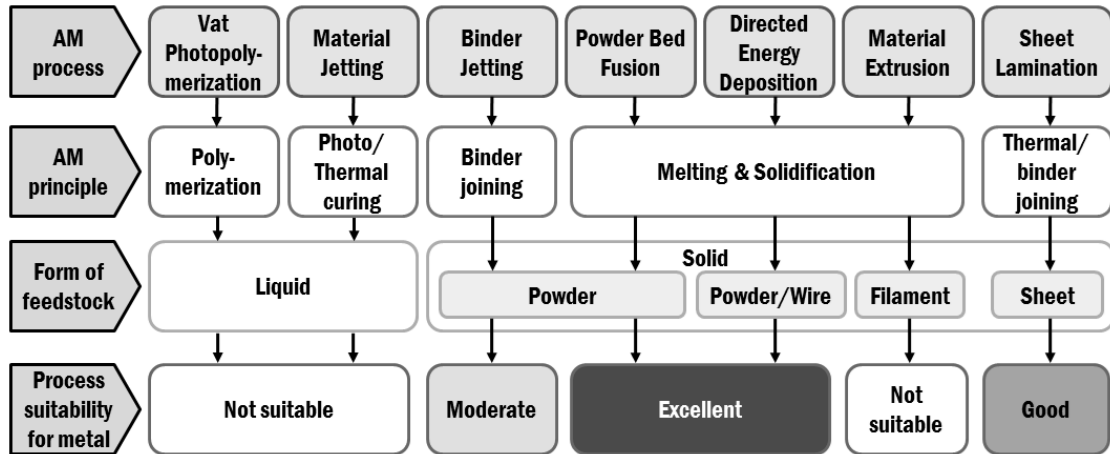 AM
process
Vat
Photopoly-
merization
Material
Jetting
Binder
Jetting
Powder Bed
Fusion
Directed
Energy
Deposition
Material
Extrusion
Sheet
Lamination
AM
principle
Poly-
merization
Photo/
Thermal
curing
Binder
joining
Melting & Solidification
Thermal/
binder
joining
Form of
feedstock
Liquid
Solid
Powder
Powder/Wire
Filament
Sheet
Process
suitability
for metal
Not suitable
Moderate
Excellent
Not
suitable
Good